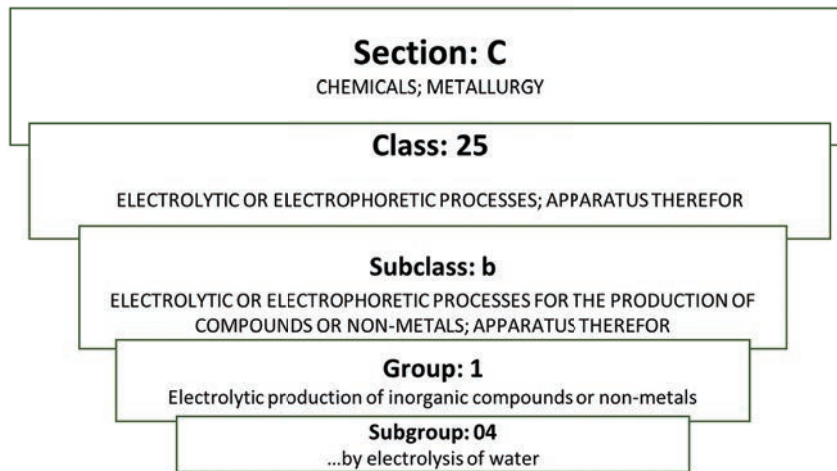 Section: C
CHEMICALS; METALLURGY
Class: 25
ELECTROLYTIC OR ELECTROPHORETIC PROCESSES; APPARATUS THEREFOR
Subclass: b
ELECTROLYTIC OR ELECTROPHORETIC PROCESSES FOR THE PRODUCTION OF
COMPOUNDS OR NON-METALS; APPARATUS THEREFOR
Group: 1
Electrolytic production of inorganic compounds or non-metals
Subgroup: 04
...by electrolysis of water